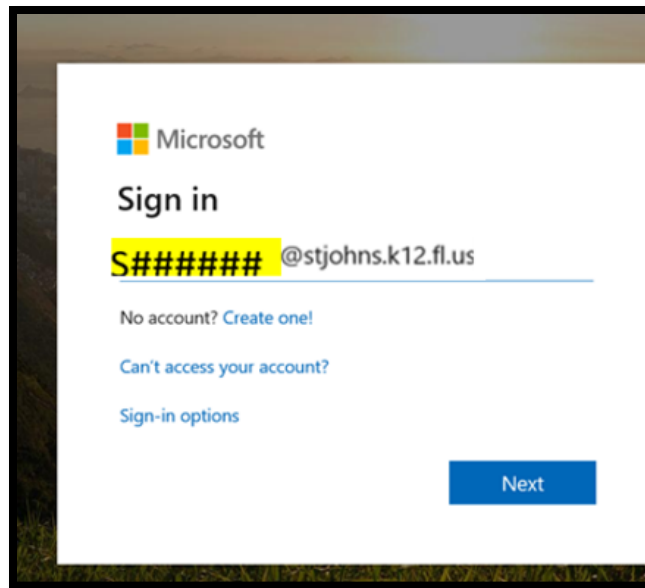 Microsoft
Sign in
S###### @stjohns.k12.fl.us
No account? Create one!
Can't access your account?
Sign-in options
Next